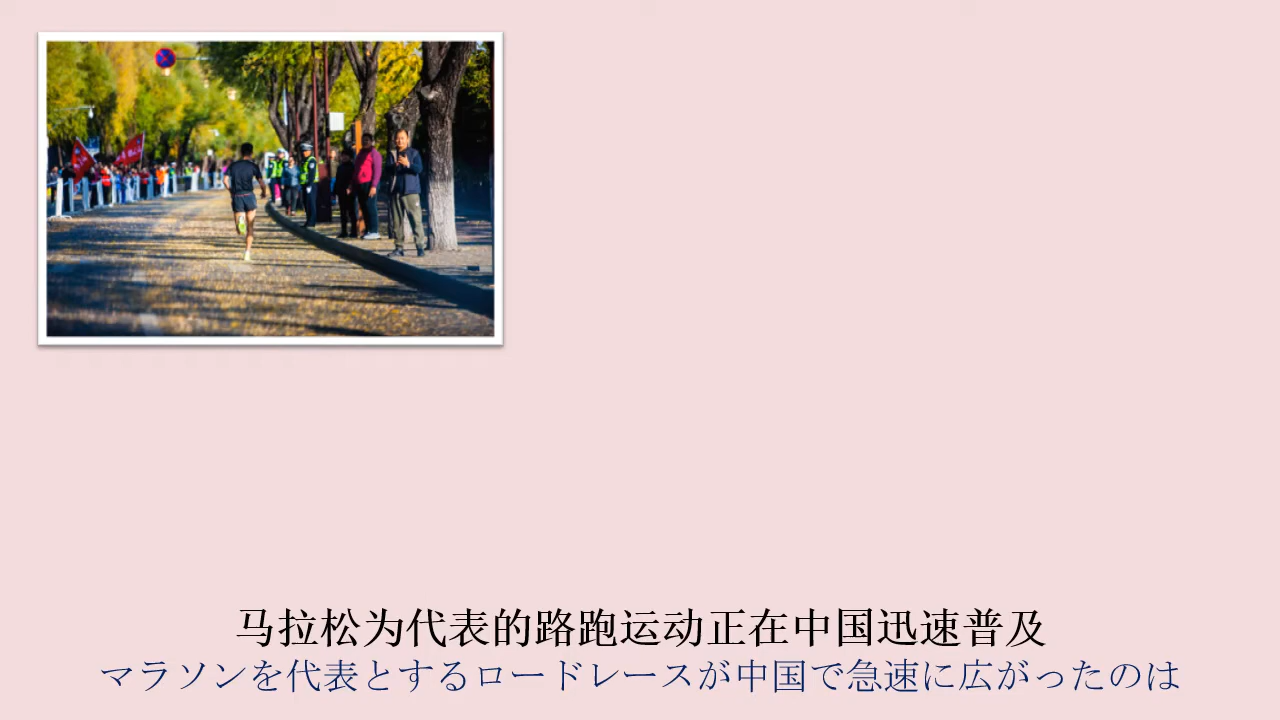 马拉松为代表的路跑运动正在中国迅速普及
マラソンを代表とするロードレースが中国で急速に広がったのは